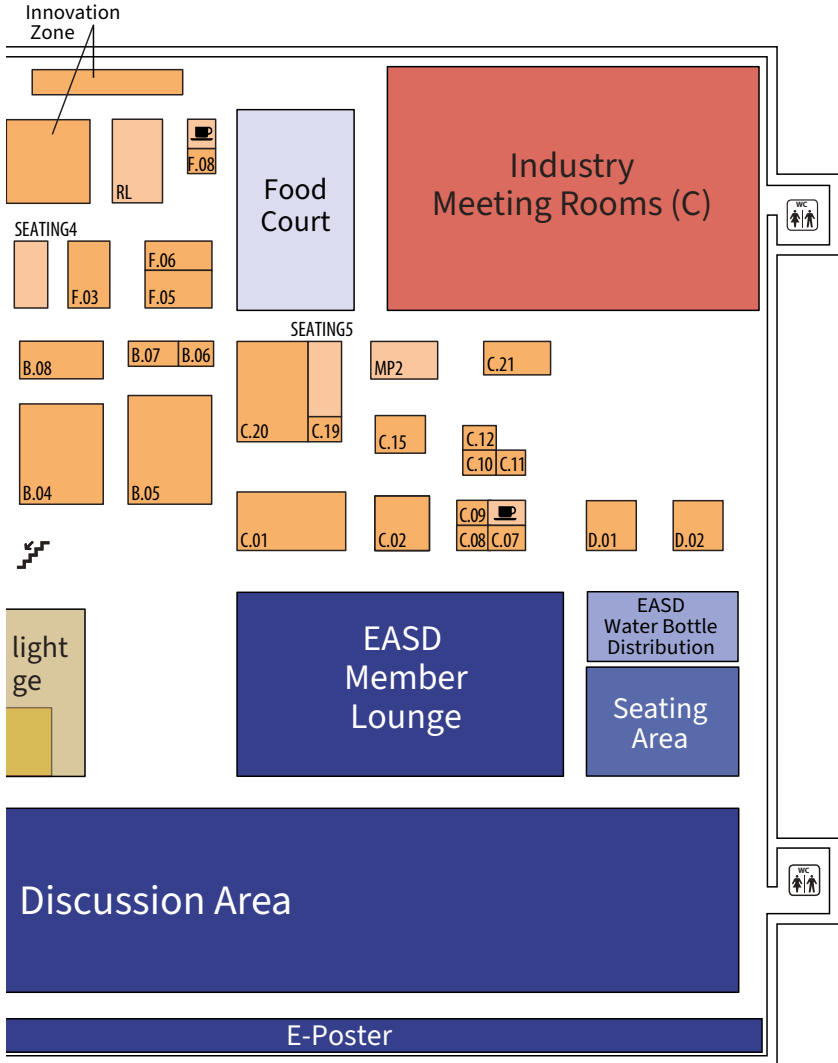 Innovation
Zone
F.08
RL
Food
Court
Industry
Meeting Rooms (C)
WC
SEATING4
F.03
F.06
F.05
SEATING5
B.08
B.07
B.06
MP2
C.21
C.20
C.19
C.15
C.12
C.10
C.11
B.04
B.05
C.01
C.02
C.09
C.08
C.07
D.01
D.02
light
ge
EASD
Member
Lounge
EASD
Water Bottle
Distribution
Seating
Area
WC
Discussion Area
E-Poster